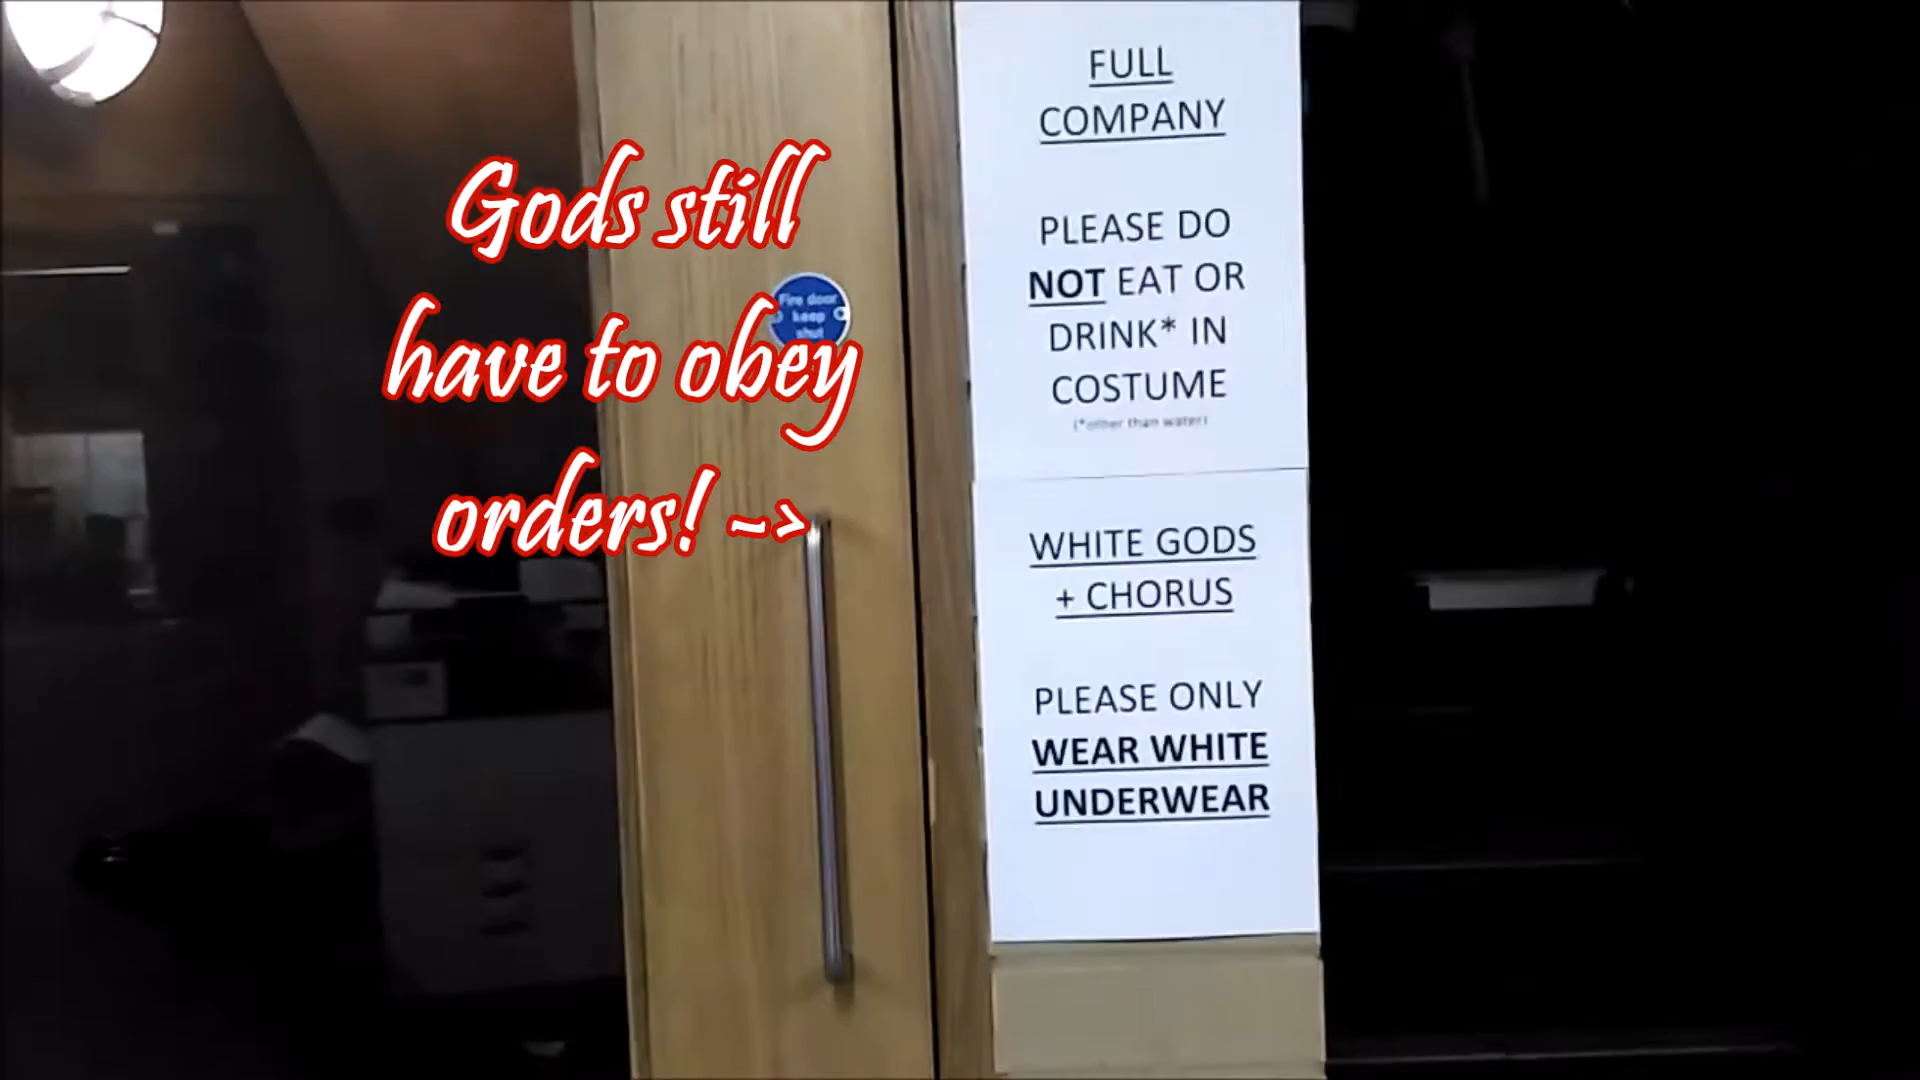 Gods still
have to obey
orders! ->
Fire door
keep
shut
FULL
COMPANY
PLEASE DO
NOT EAT OR
DRINK* IN
COSTUME
(*other than water)
WHITE GODS
+ CHORUS
PLEASE ONLY
WEAR WHITE
UNDERWEAR